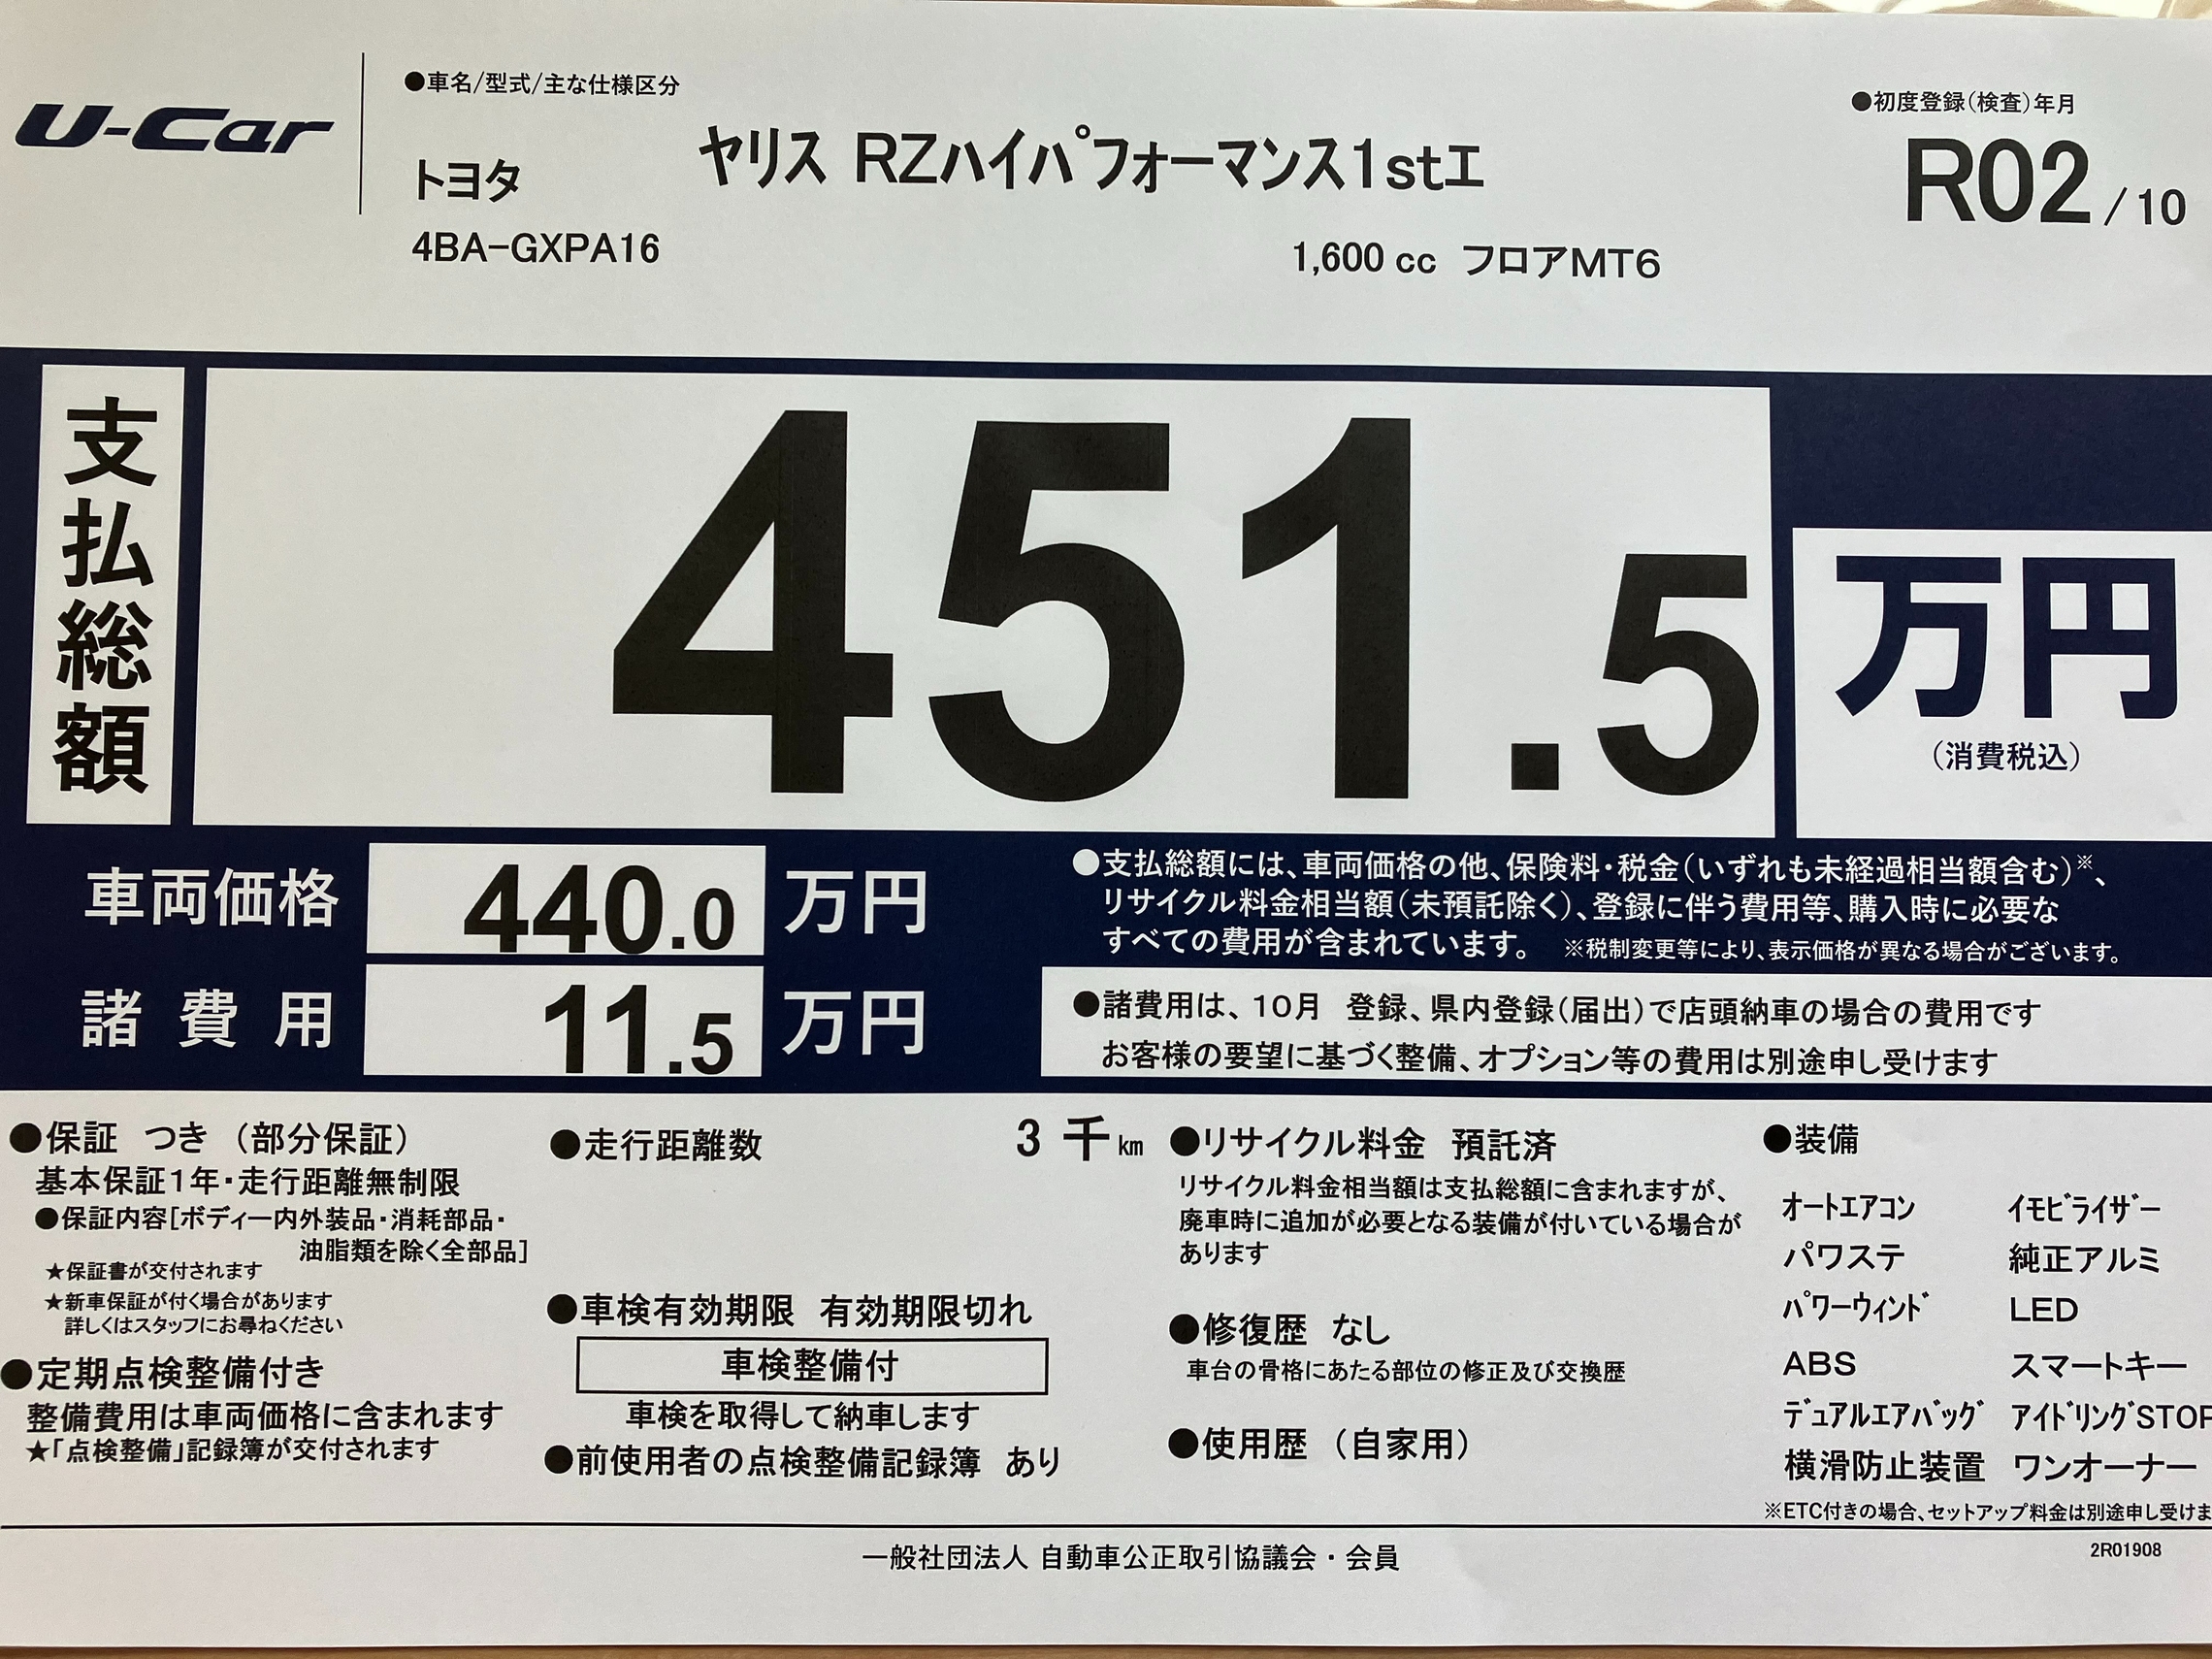 U-Car
●車名/型式/主な仕様区分
トヨタ ヤリス RZハイパフォーマンス1stエ
4BA-GXPA16 1,600 cc フロアMT6
●初度登録(検査)年月
R02/10
支払総額
451.5
万円
(消費税込)
車両価格 440.0 万円
諸費用 11.5 万円
●支払総額には、車両価格の他、保険料・税金(いずれも未経過相当額含む)※、
リサイクル料金相当額(未預託除く)、登録に伴う費用等、購入時に必要な
すべての費用が含まれています。 ※税制変更等により、表示価格が異なる場合がございます。
●諸費用は、10月 登録、県内登録(届出)で店頭納車の場合の費用です
お客様の要望に基づく整備、オプション等の費用は別途申し受けます
●保証 つき (部分保証)
基本保証1年・走行距離無制限
●保証内容[ボディー内外装品・消耗部品・
油脂類を除く全部品]
★保証書が交付されます
★新車保証が付く場合があります
詳しくはスタッフにお尋ねください
●定期点検整備付き
整備費用は車両価格に含まれます
★「点検整備」記録簿が交付されます
●走行距離数 3 千km
●車検有効期限 有効期限切れ
車検整備付
車検を取得して納車します
●前使用者の点検整備記録簿 あり
●リサイクル料金 預託済
リサイクル料金相当額は支払総額に含まれますが、
廃車時に追加が必要となる装備が付いている場合が
あります
●修復歴 なし
車台の骨格にあたる部位の修正及び交換歴
●使用歴 (自家用)
●装備
オートエアコン イモビライザー
パワステ 純正アルミ
パワーウィンド LED
ABS スマートキー
デュアルエアバッグ アイドリングSTOP
横滑防止装置 ワンオーナー
※ETC付きの場合、セットアップ料金は別途申し受けま
2R01908
一般社団法人 自動車公正取引協議会・会員